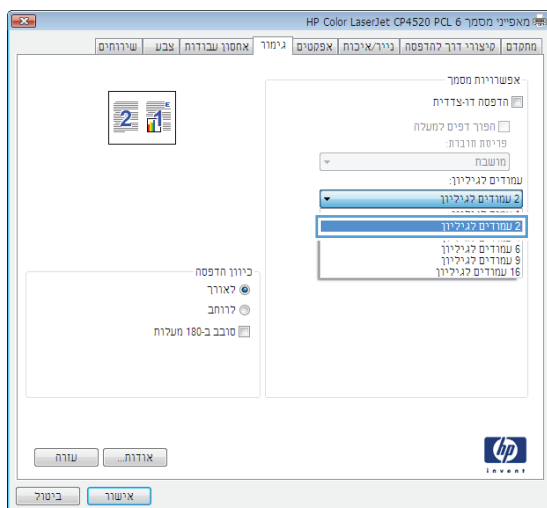 מאפייני מסמך HP Color LaserJet CP4520 PCL 6
מתקדם
קיצורי דרך להדפסה
נייר/איכות
אפקטים
גימור
אחסון עבודות
צבע
שירותים
אפשרויות מסמך
הדפסה דו-צדדית
הפוך דפים למעלה
פריסת חוברת:
מושבת
עמודים לגיליון:
2 עמודים לגיליון
2 עמודים לגיליון
6 עמודים לגיליון
9 עמודים לגיליון
16 עמודים לגיליון
1
2
כיוון הדפסה
לאורך
לרוחב
סובב ב-180 מעלות
hp
invent
אודות...
עזרה
אישור
ביטול